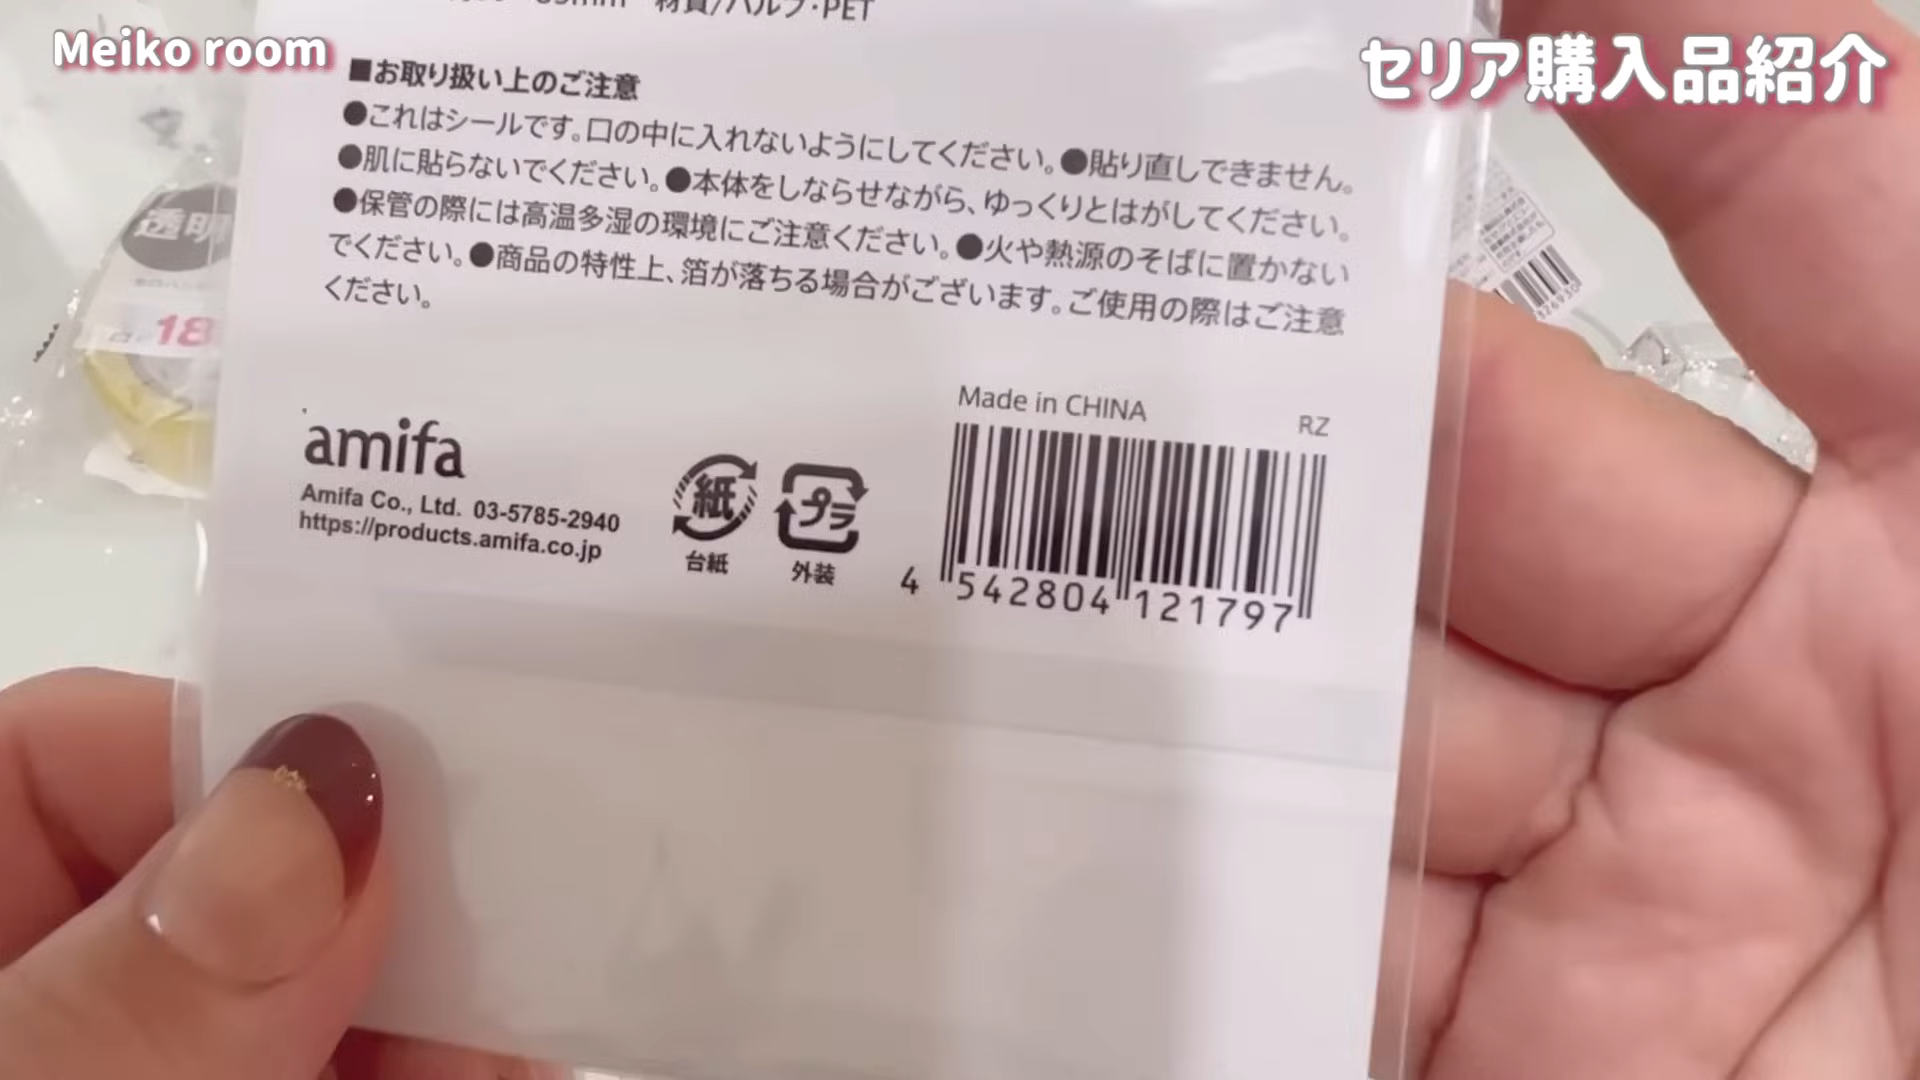 Meiko room
セリア購入品紹介
材質/パルプ・PET
■お取り扱い上のご注意
●これはシールです。口の中に入れないようにしてください。●貼り直しできません。
●肌に貼らないでください。●本体をしならせながら、ゆっくりとはがしてください。
●保管の際には高温多湿の環境にご注意ください。●火や熱源のそばに置かない
でください。●商品の特性上、箔が落ちる場合がございます。ご使用の際はご注意
ください。
Made in CHINA
RZ
amifa
Amifa Co., Ltd. 03-5785-2940
https://products.amifa.co.jp
紙
プラ
台紙
外装
4 542804 121797
透明
18